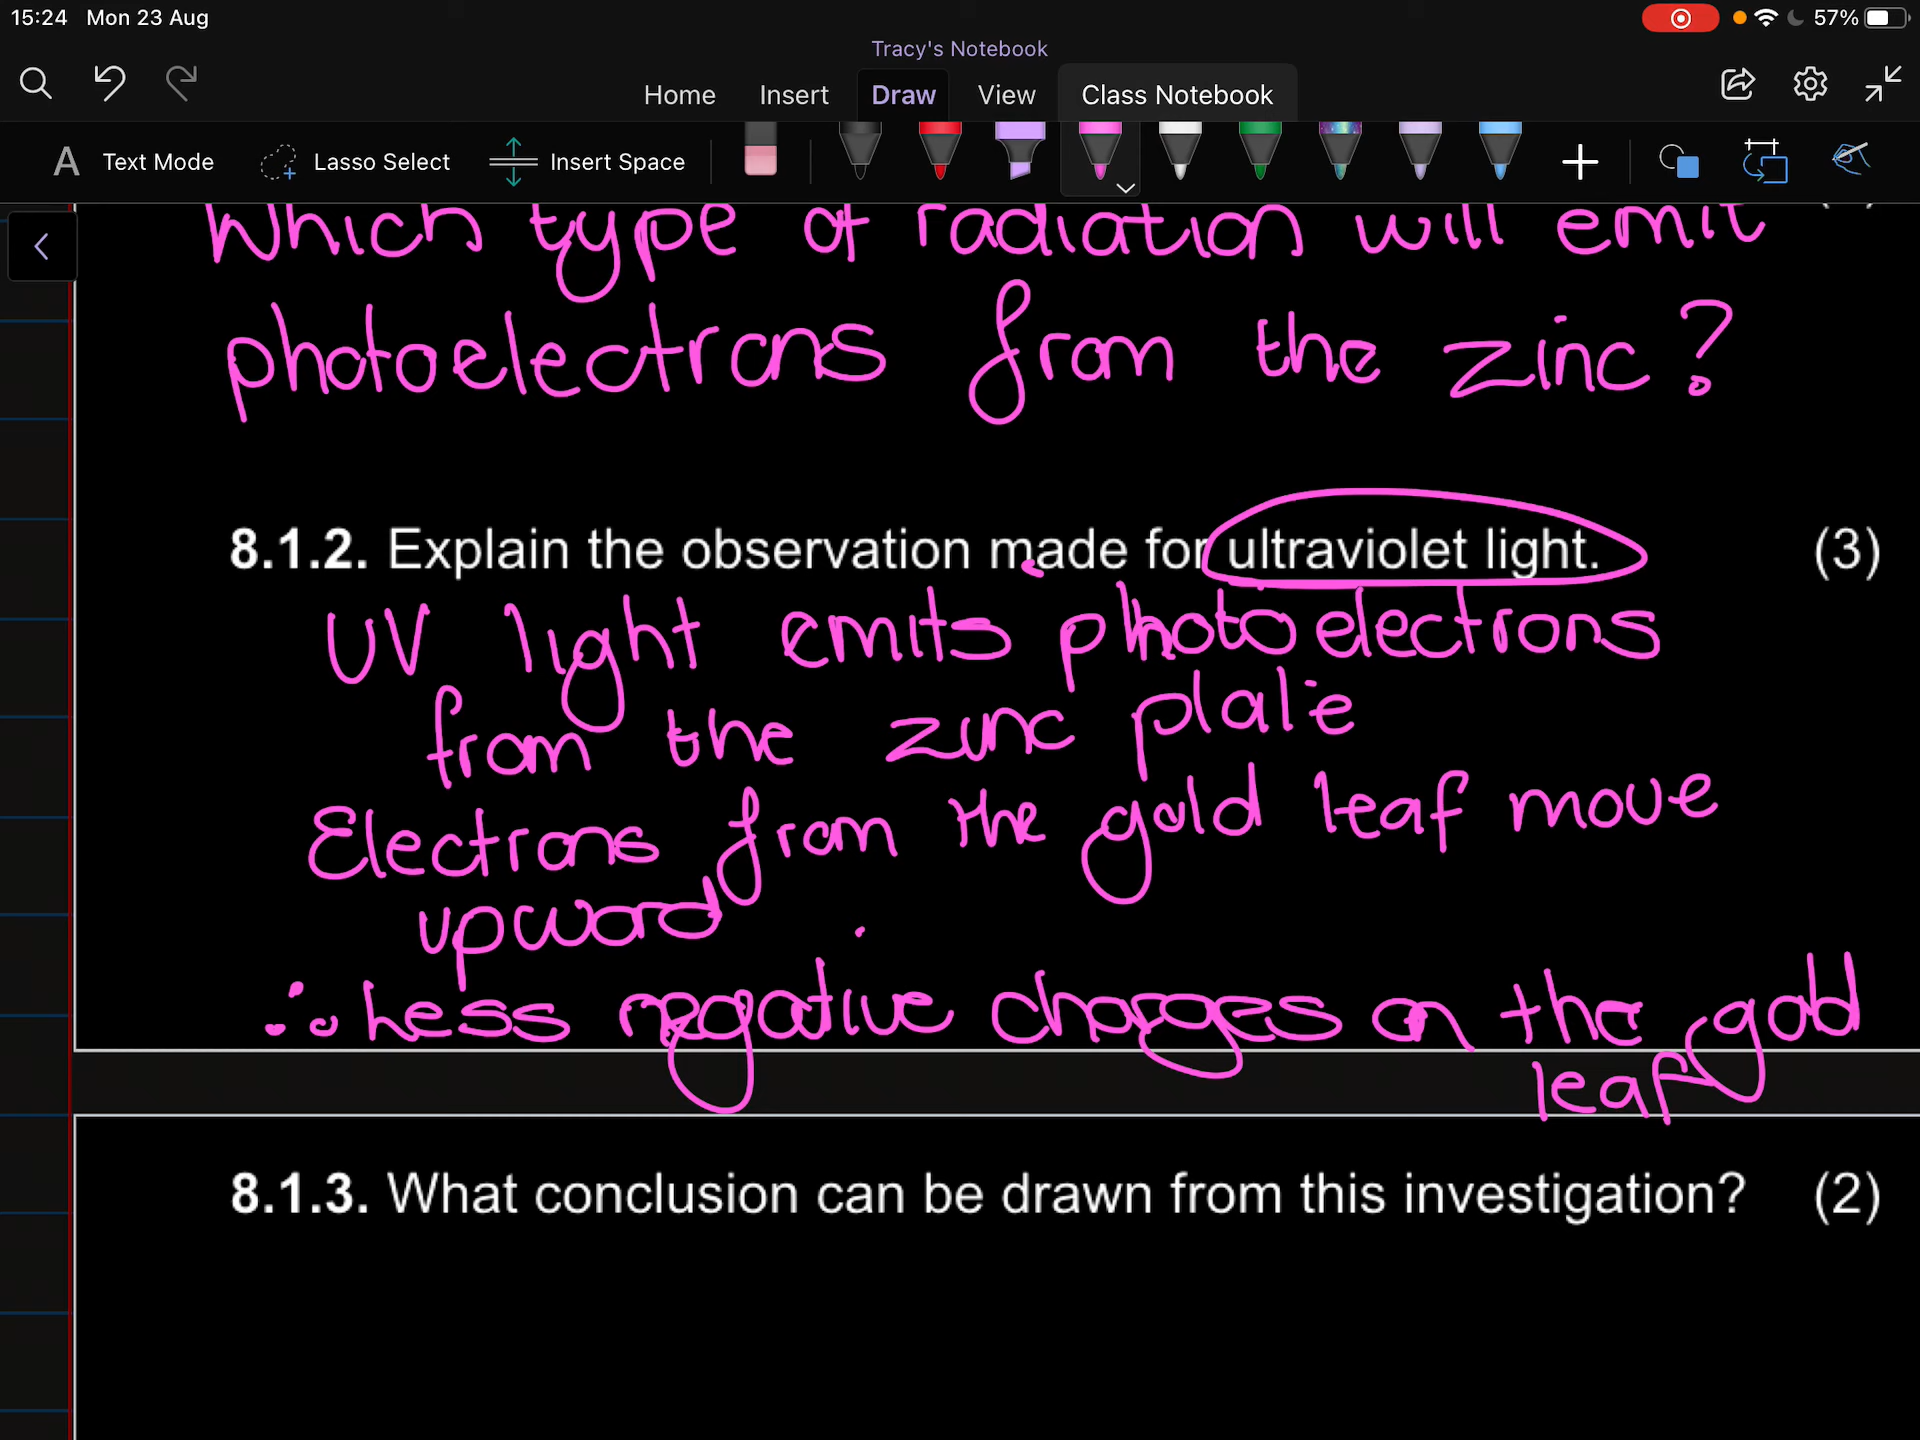 15:24 Mon 23 Aug
57%
Tracy's Notebook
Home Insert Draw View Class Notebook
A Text Mode Lasso Select Insert Space
Which type of radiation will emit
photoelectrons from the zinc?
8.1.2. Explain the observation made for ultraviolet light. (3)
UV light emits photoelectrons
from the zinc plate
Electrons from the gold leaf move
upward
∴ Less negative charges on the gold
leaf
8.1.3. What conclusion can be drawn from this investigation? (2)